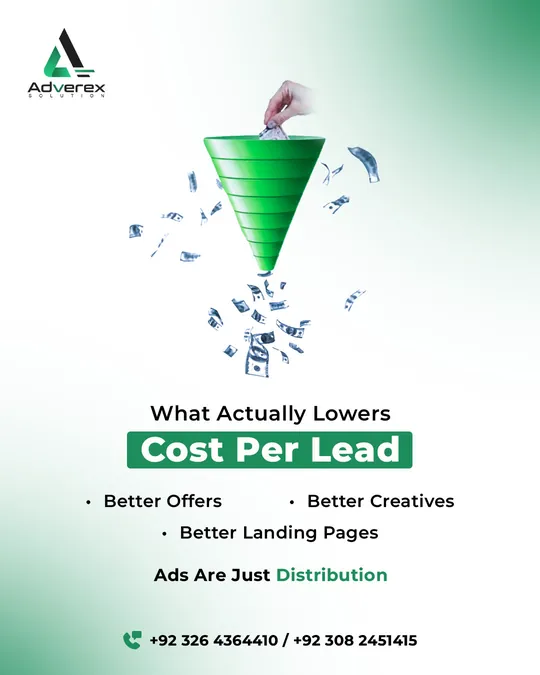 Adverex
SOLUTION
What Actually Lowers
Cost Per Lead
• Better Offers • Better Creatives
• Better Landing Pages
Ads Are Just Distribution
+92 326 4364410 / +92 308 2451415